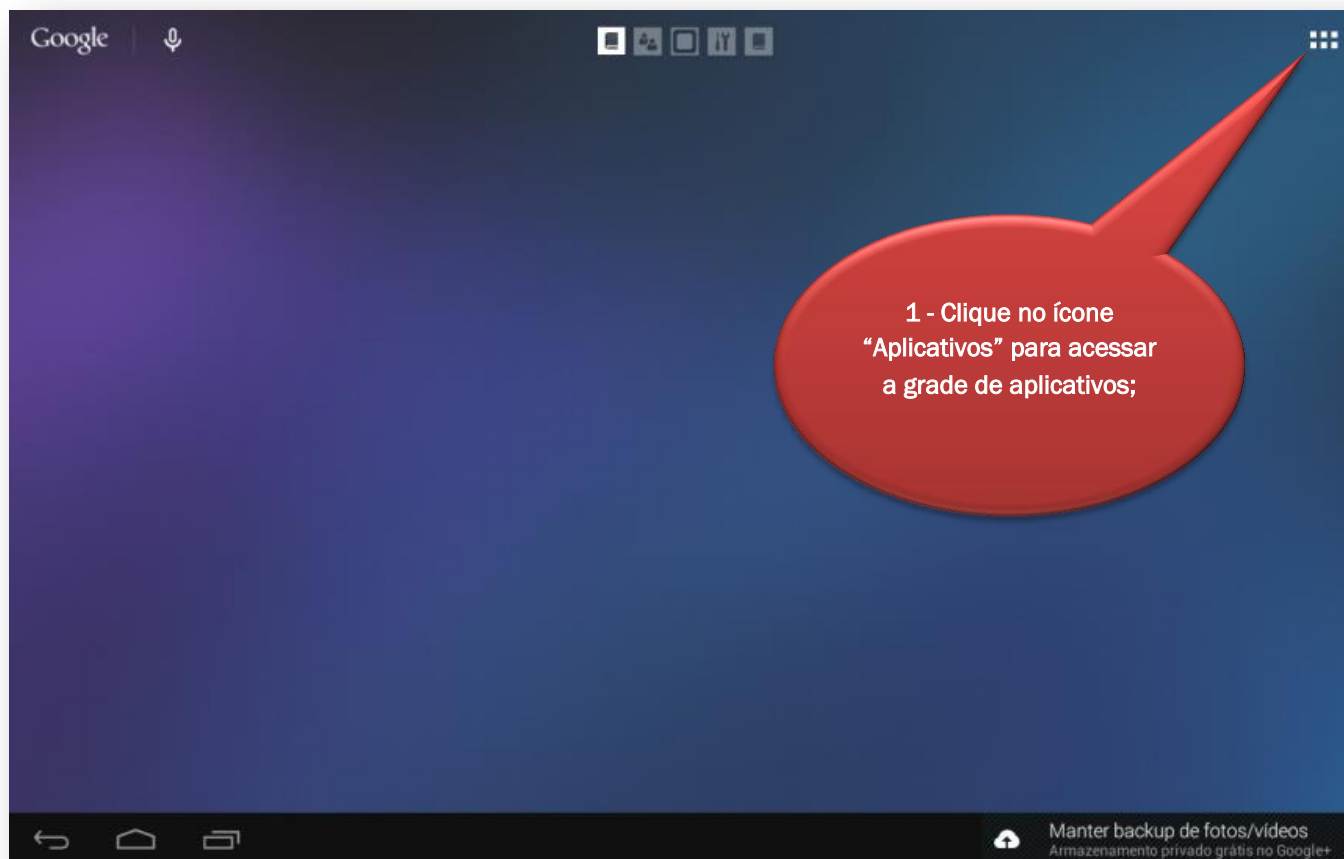 Google
1 - Clique no ícone
“Aplicativos” para acessar
a grade de aplicativos;
Manter backup de fotos/vídeos
Armazenamento privado grátis no Google+